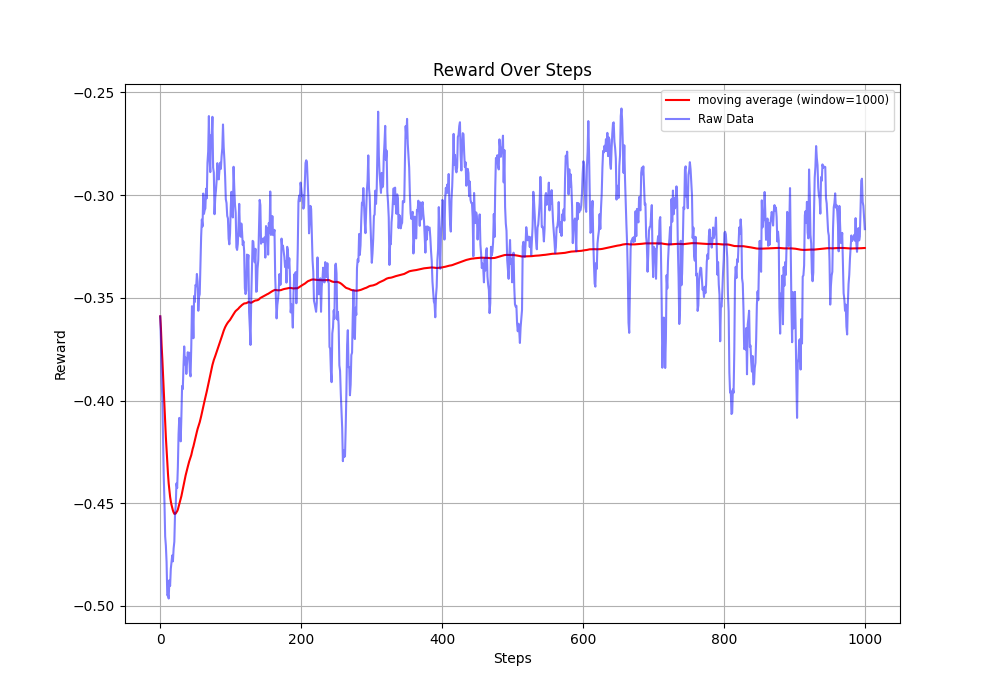 Reward Over Steps
moving average (window=1000)
Raw Data
−0.25
−0.30
−0.35
−0.40
−0.45
−0.50
Reward
0
200
400
600
800
1000
Steps